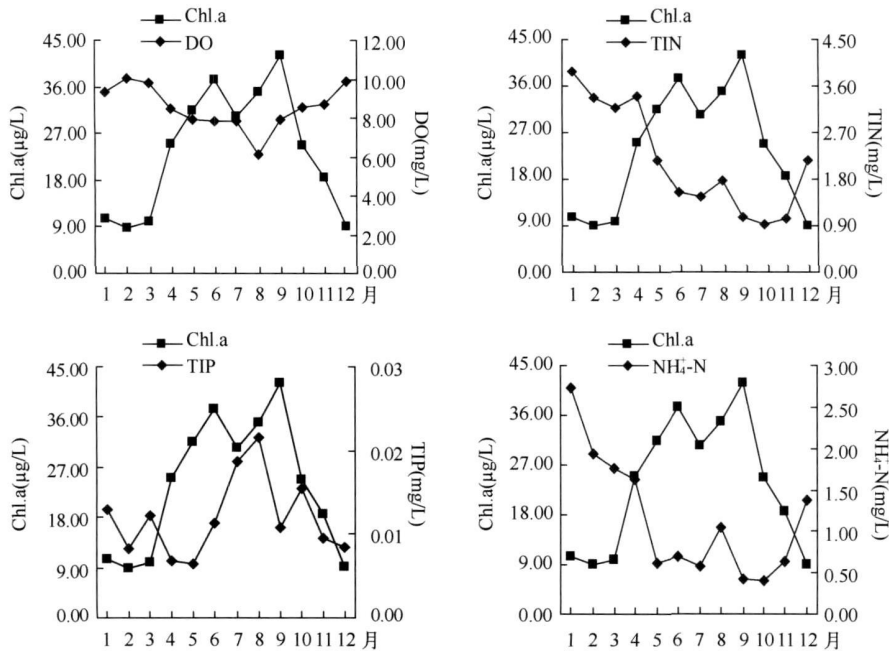 Chl.a
DO
45.00
36.00
27.00
18.00
9.00
0.00
Chl.a(μg/L)
12.00
10.00
8.00
6.00
4.00
2.00
0.00
DO(mg/L)
1 2 3 4 5 6 7 8 9 10 11 12 月
Chl.a
TIN
45.00
36.00
27.00
18.00
9.00
0.00
Chl.a(μg/L)
4.50
3.60
2.70
1.80
0.90
0.00
TIN(mg/L)
1 2 3 4 5 6 7 8 9 10 11 12 月
Chl.a
TIP
45.00
36.00
27.00
18.00
9.00
0.00
Chl.a(μg/L)
0.03
0.02
0.01
0.00
TIP(mg/L)
1 2 3 4 5 6 7 8 9 10 11 12 月
Chl.a
NH₄⁺-N
45.00
36.00
27.00
18.00
9.00
0.00
Chl.a(μg/L)
3.00
2.50
2.00
1.50
1.00
0.50
0.00
NH₄⁺-N(mg/L)
1 2 3 4 5 6 7 8 9 10 11 12 月